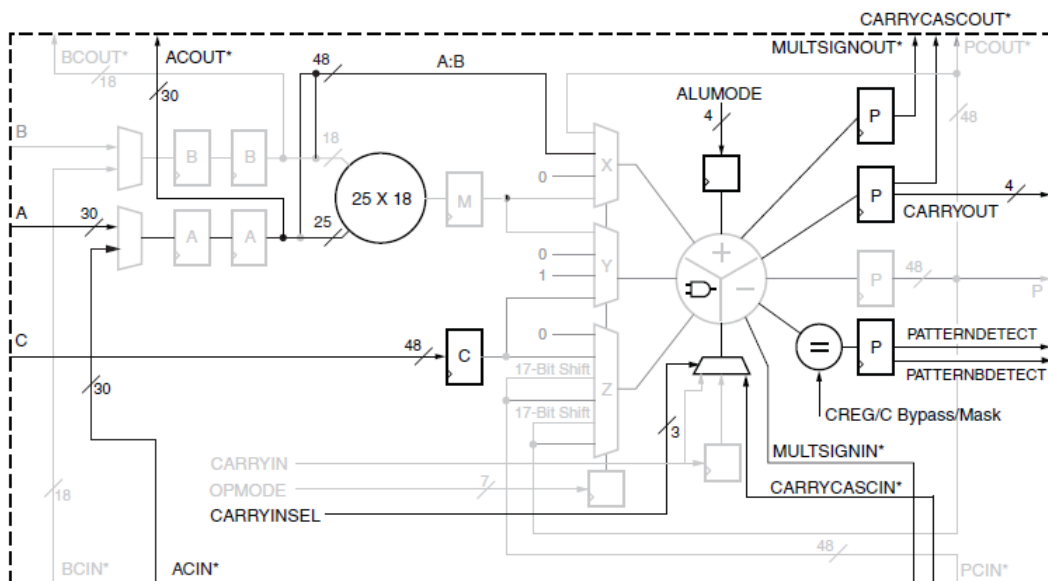 CARRYCASCOUT*
BCOUT* ACOUT* MULTSIGNOUT* PCOUT*
48 A:B
18 30
ALUMODE
4 48
B
B B 18 X P
0
A 30 25 X 18 M
25 4
P
CARRYOUT
A A 0 Y
1 48
P
P
C 0
48 C P PATTERNDETECT
=
17-Bit Shift PATTERNBDETECT
30 Z
17-Bit Shift CREG/C Bypass/Mask
3
MULTSIGNIN*
CARRYIN
18 OPMODE 7 CARRYCASCIN*
CARRYINSEL
48
BCIN* ACIN* PCIN*